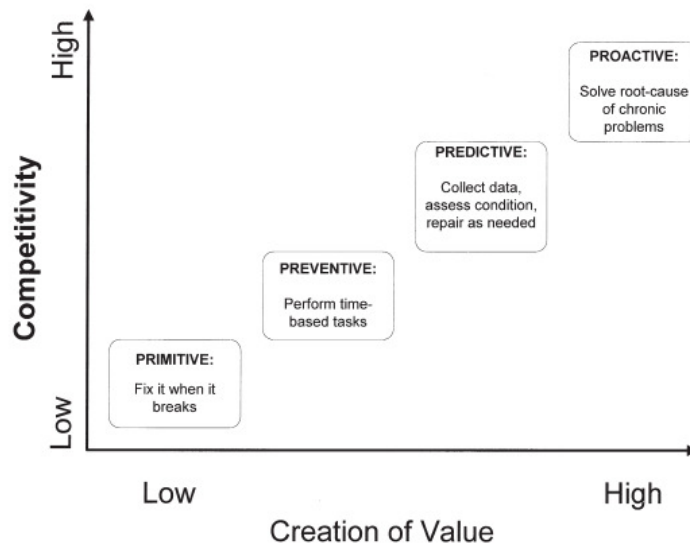 High
Competitivity
Low
PROACTIVE:
Solve root-cause
of chronic
problems
PREDICTIVE:
Collect data,
assess condition,
repair as needed
PREVENTIVE:
Perform time-
based tasks
PRIMITIVE:
Fix it when it
breaks
Low
High
Creation of Value